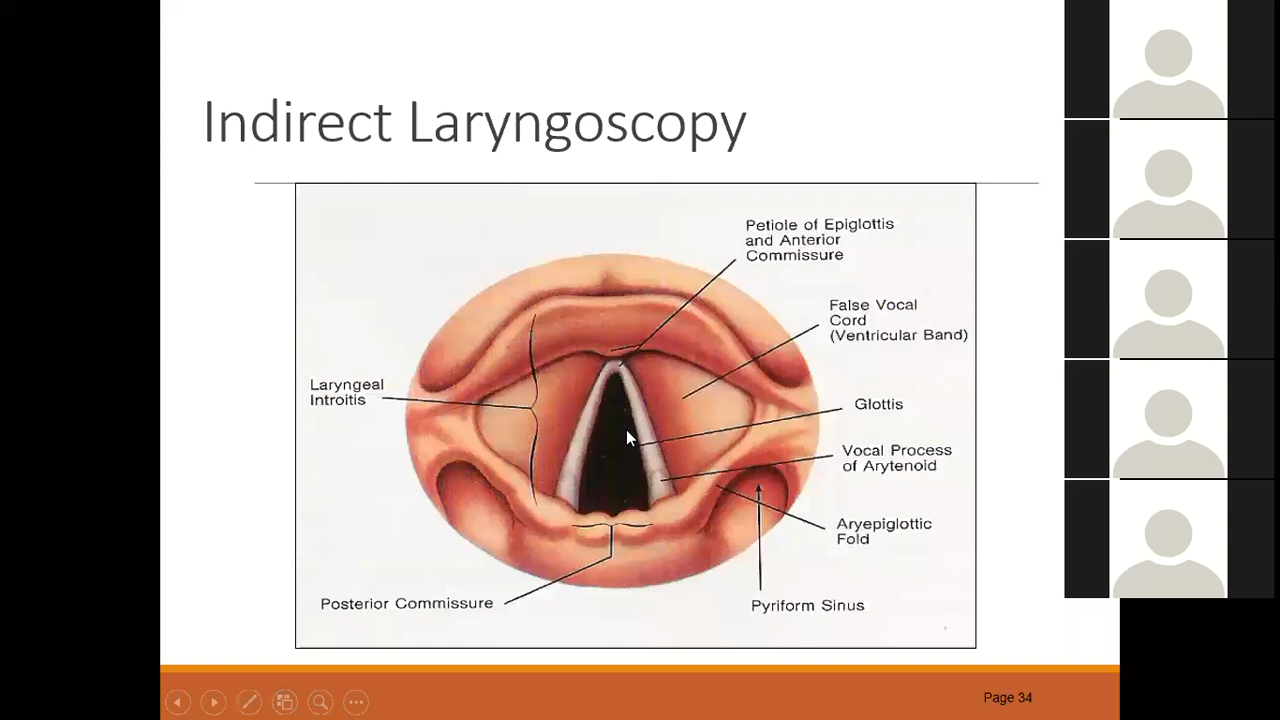 Indirect Laryngoscopy
Petiole of Epiglottis
and Anterior
Commissure
False Vocal
Cord
(Ventricular Band)
Laryngeal
Introitis
Glottis
Vocal Process
of Arytenoid
Aryepiglottic
Fold
Posterior Commissure
Pyriform Sinus
Page 34